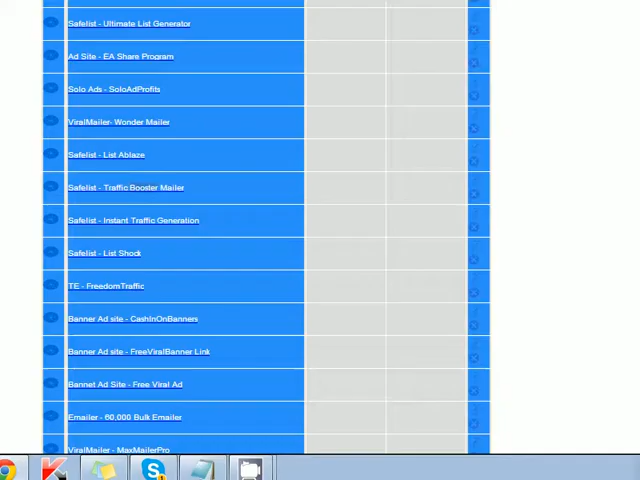 Safelist - Ultimate List Generator
Ad Site - EA Share Program
Solo Ads - SoloAdProfits
ViralMailer- Wonder Mailer
Safelist - List Ablaze
Safelist - Traffic Booster Mailer
Safelist - Instant Traffic Generation
Safelist - List Shock
TE - FreedomTraffic
Banner Ad site - CashInOnBanners
Banner Ad site - FreeViralBanner Link
Bannet Ad Site - Free Viral Ad
Emailer - 60,000 Bulk Emailer
ViralMailer - MaxMailerPro